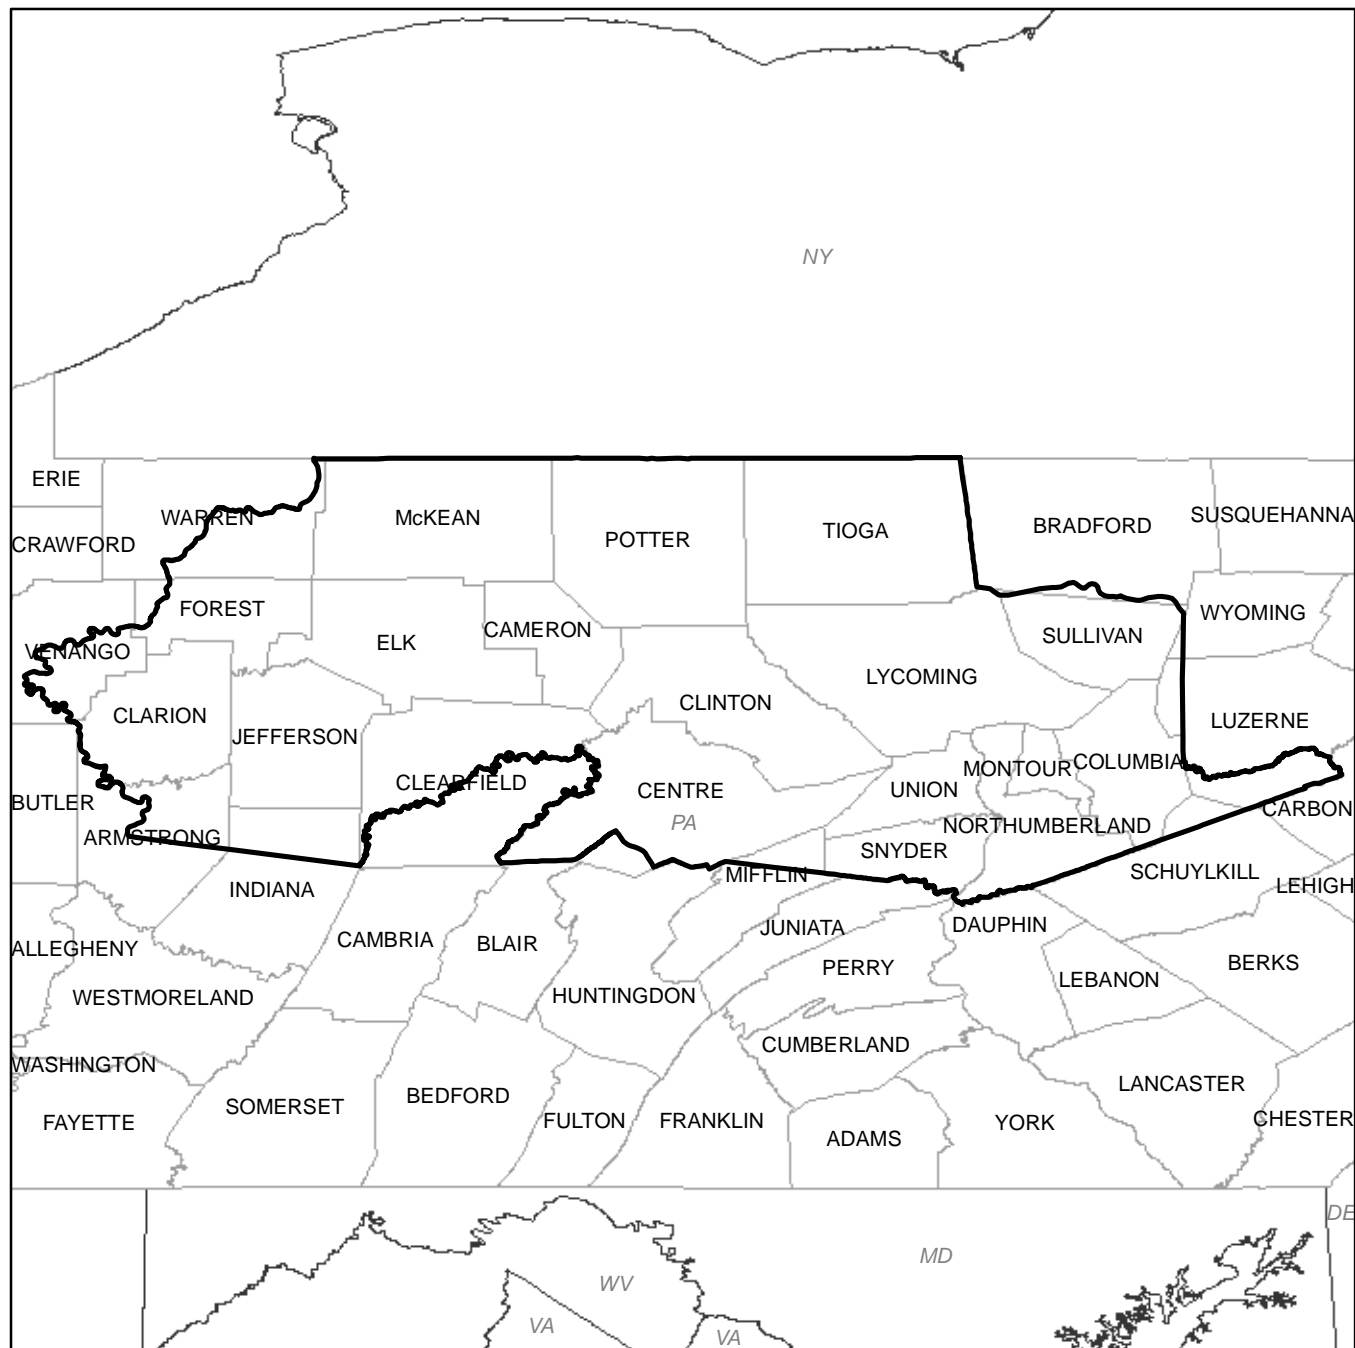 NY
ERIE
WARREN
McKEAN
POTTER
TIOGA
BRADFORD
SUSQUEHANNA
CRAWFORD
FOREST
CAMERON
ELK
SULLIVAN
WYOMING
VENANGO
LYCOMING
CLARION
CLINTON
LUZERNE
JEFFERSON
MONTOUR
COLUMBIA
CLEARFIELD
CENTRE
UNION
BUTLER
PA
CARBON
ARMSTRONG
NORTHUMBERLAND
SNYDER
MIFFLIN
SCHUYLKILL
INDIANA
LEHIGH
JUNIATA
DAUPHIN
ALLEGHENY
CAMBRIA
BLAIR
PERRY
BERKS
WESTMORELAND
HUNTINGDON
LEBANON
WASHINGTON
CUMBERLAND
LANCASTER
SOMERSET
BEDFORD
FAYETTE
FULTON
FRANKLIN
ADAMS
YORK
CHESTER
DE
MD
WV
VA
VA